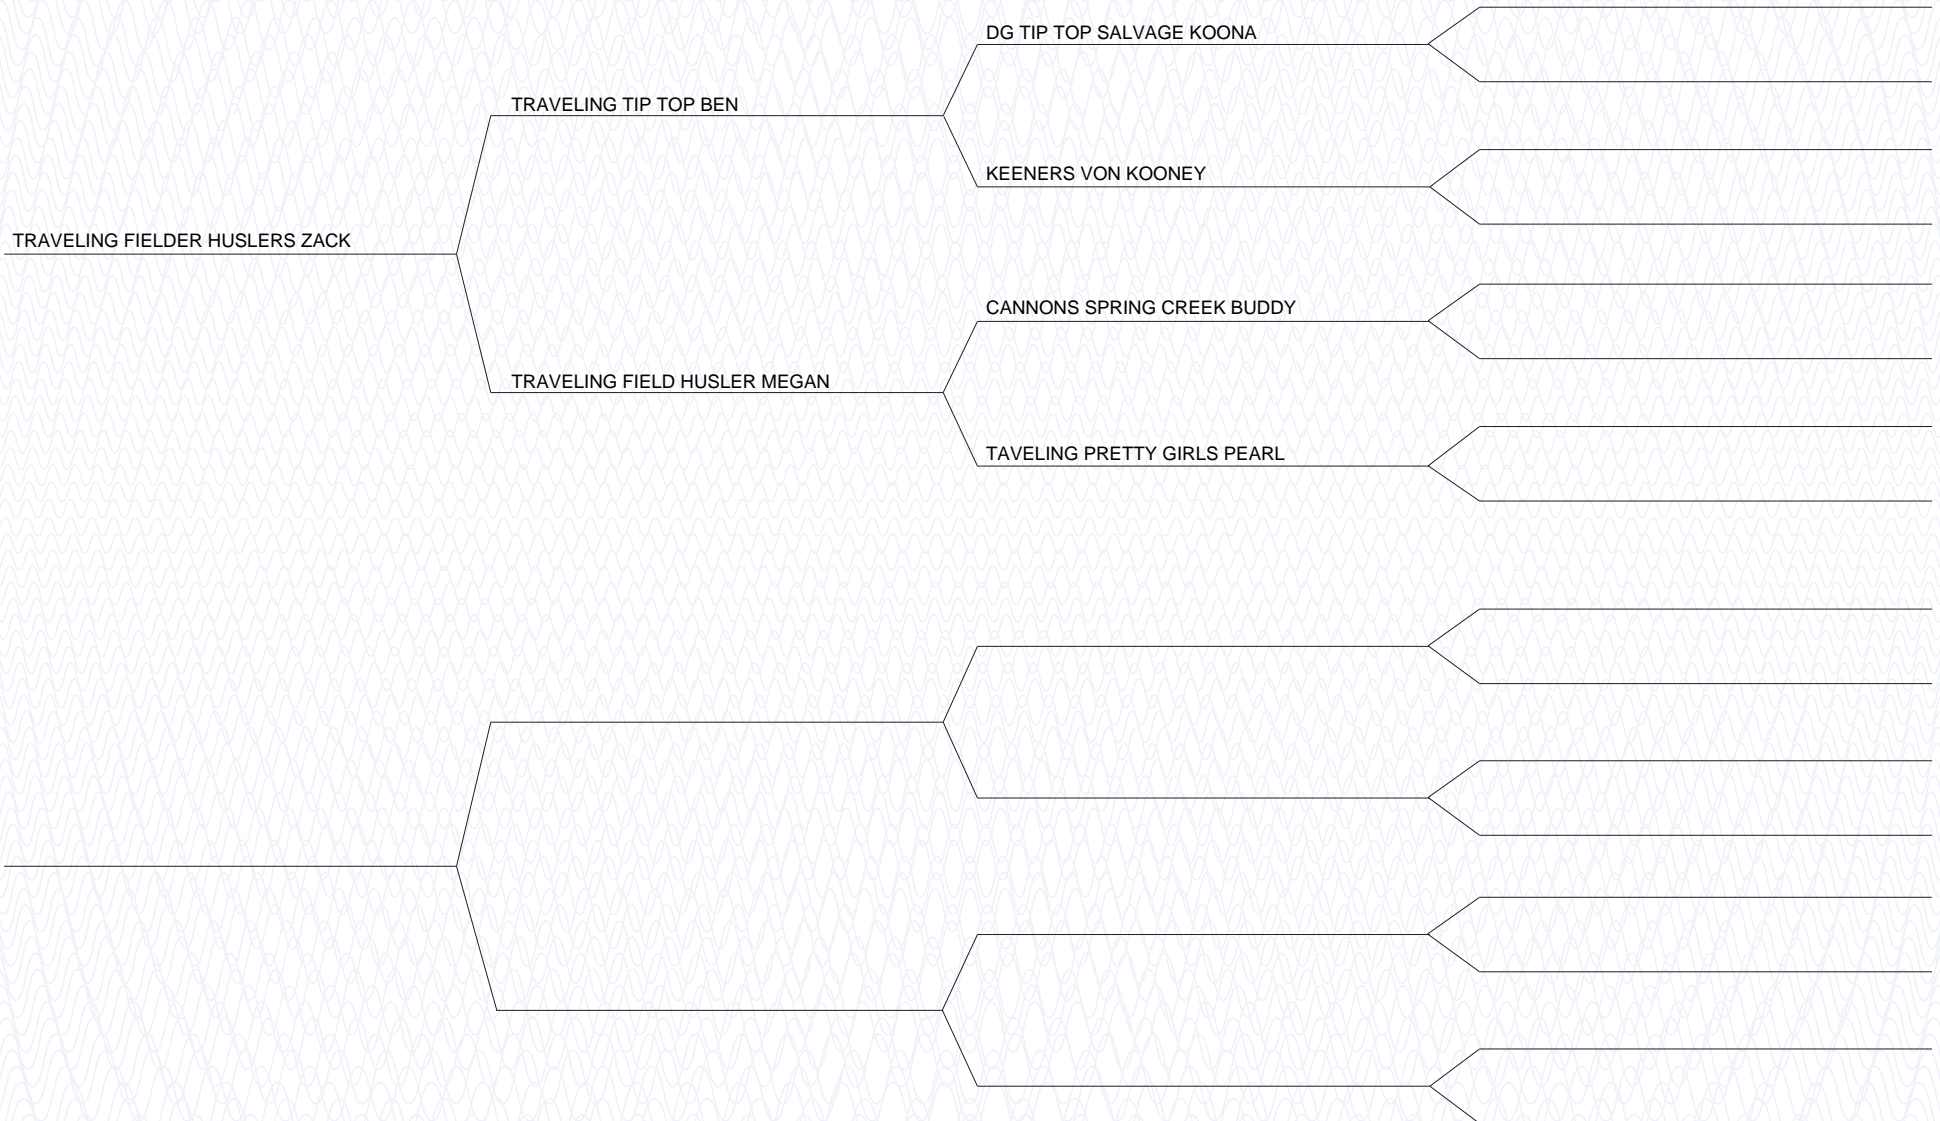 DG TIP TOP SALVAGE KOONA
TRAVELING TIP TOP BEN
KEENERS VON KOONEY
TRAVELING FIELDER HUSLERS ZACK
CANNONS SPRING CREEK BUDDY
TRAVELING FIELD HUSLER MEGAN
TAVELING PRETTY GIRLS PEARL